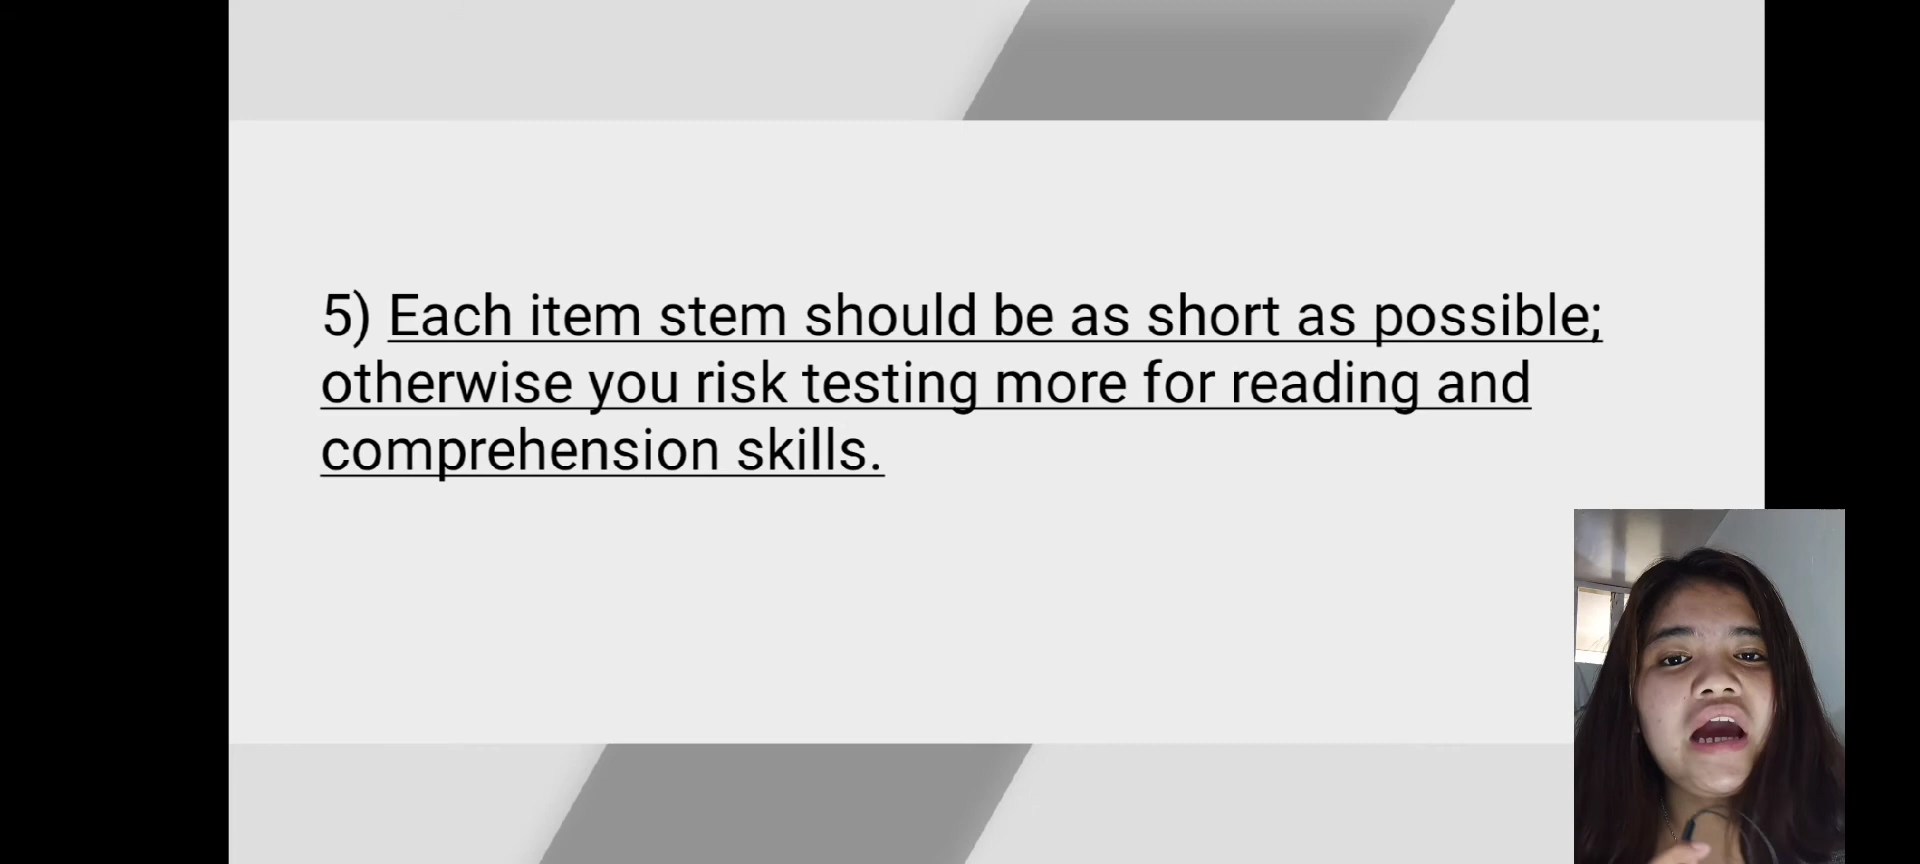 5) Each item stem should be as short as possible;
otherwise you risk testing more for reading and
comprehension skills.